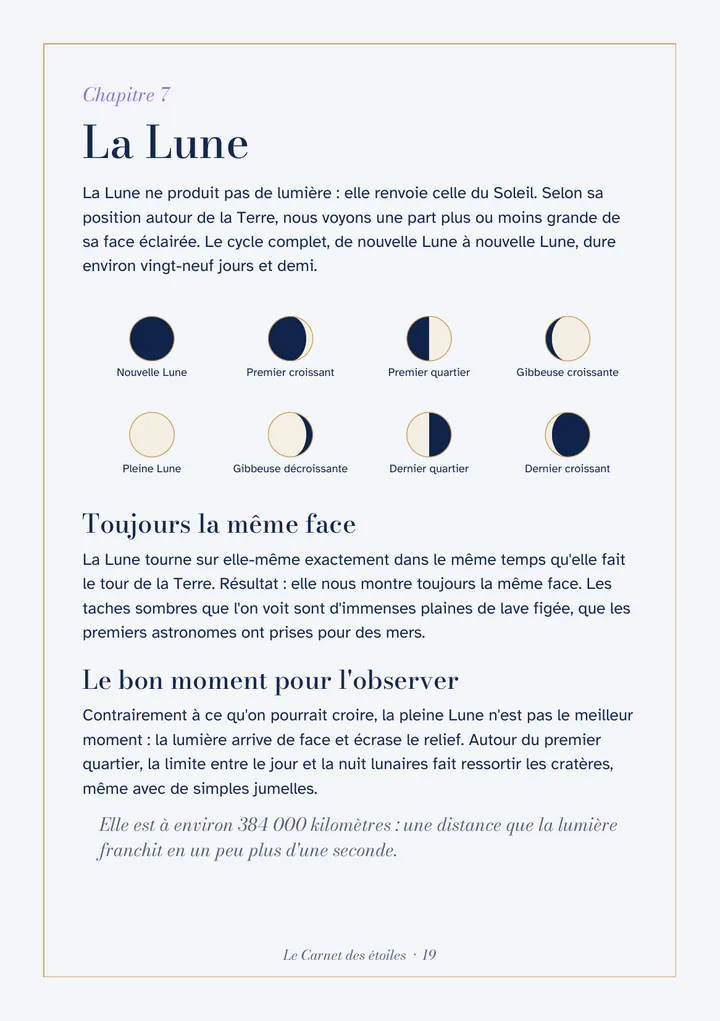 Chapitre 7
La Lune
La Lune ne produit pas de lumière : elle renvoie celle du Soleil. Selon sa
position autour de la Terre, nous voyons une part plus ou moins grande de
sa face éclairée. Le cycle complet, de nouvelle Lune à nouvelle Lune, dure
environ vingt-neuf jours et demi.
Nouvelle Lune
Premier croissant
Premier quartier
Gibbeuse croissante
Pleine Lune
Gibbeuse décroissante
Dernier quartier
Dernier croissant
Toujours la même face
La Lune tourne sur elle-même exactement dans le même temps qu'elle fait
le tour de la Terre. Résultat : elle nous montre toujours la même face. Les
taches sombres que l'on voit sont d'immenses plaines de lave figée, que les
premiers astronomes ont prises pour des mers.
Le bon moment pour l'observer
Contrairement à ce qu'on pourrait croire, la pleine Lune n'est pas le meilleur
moment : la lumière arrive de face et écrase le relief. Autour du premier
quartier, la limite entre le jour et la nuit lunaires fait ressortir les cratères,
même avec de simples jumelles.
Elle est à environ 384 000 kilomètres : une distance que la lumière
franchit en un peu plus d'une seconde.
Le Carnet des étoiles · 19